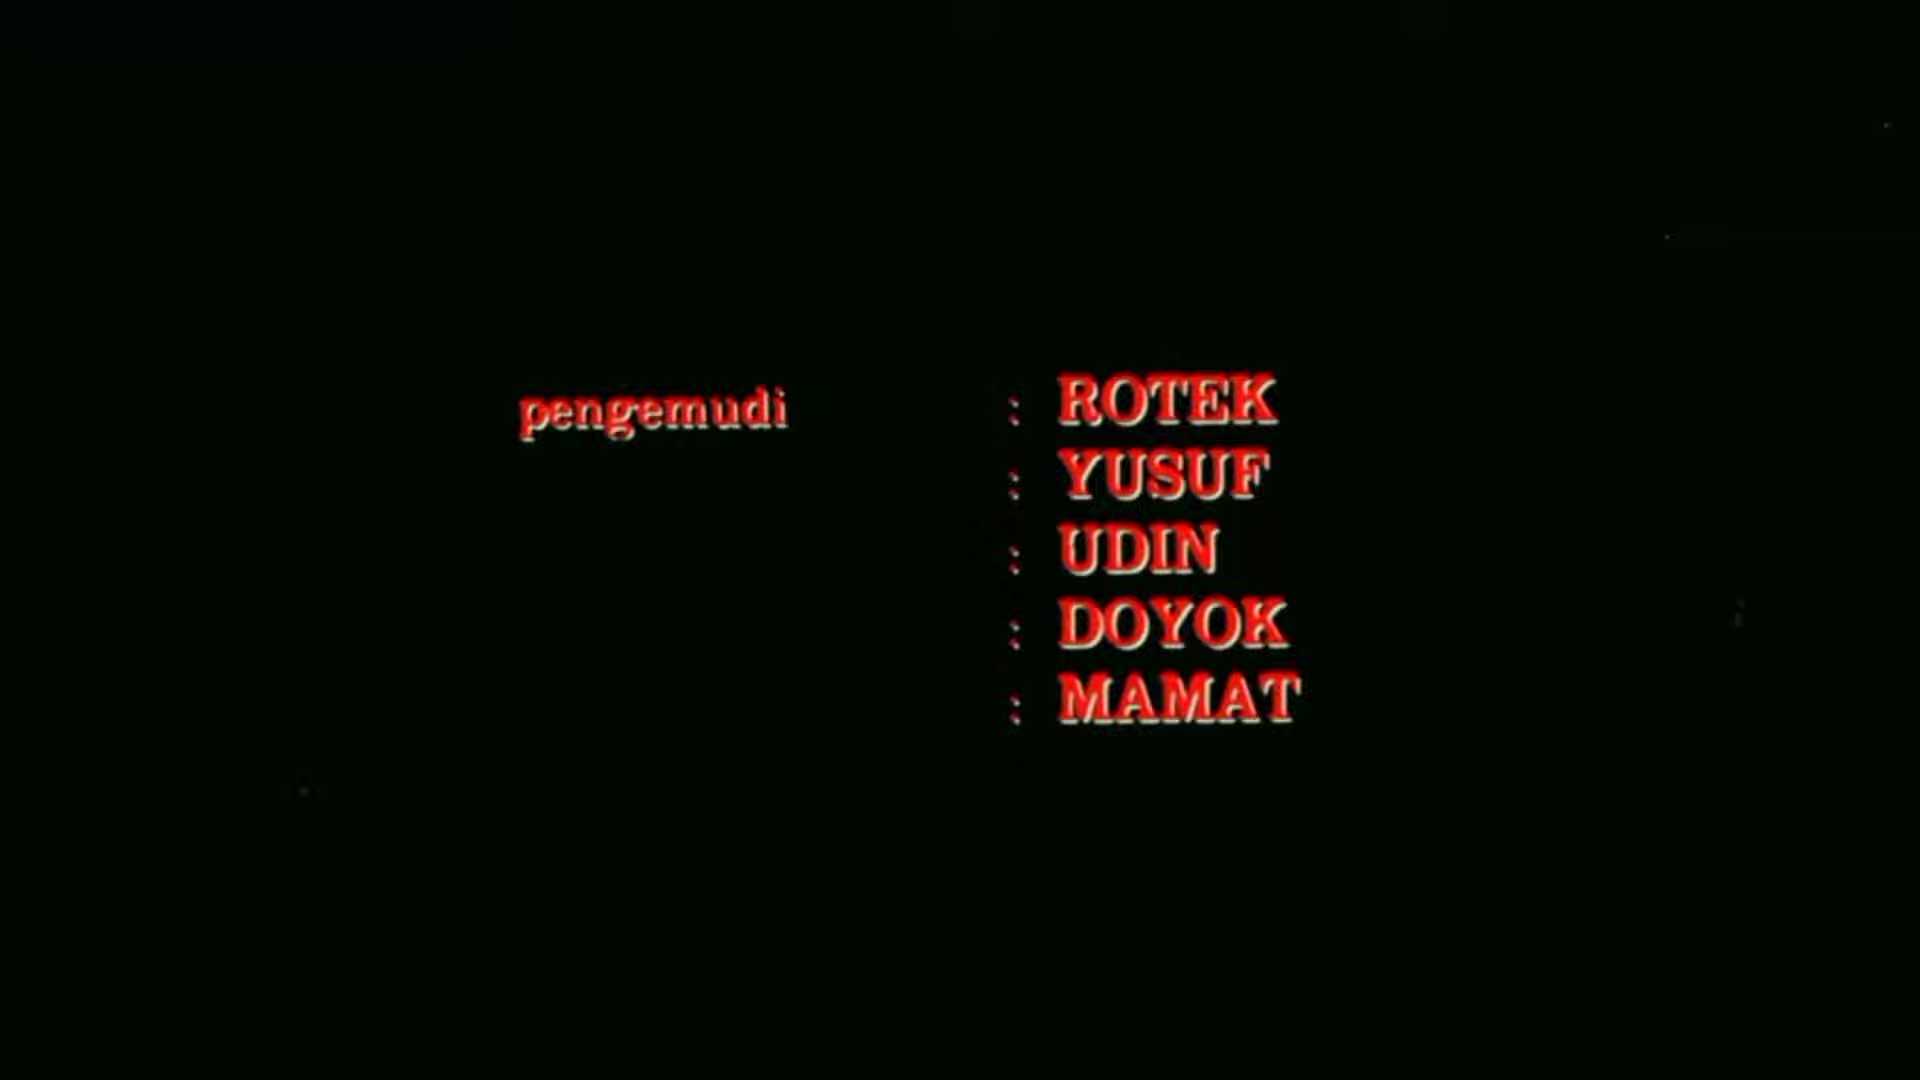 pengemudi : ROTEK
: YUSUF
: UDIN
: DOYOK
: MAMAT